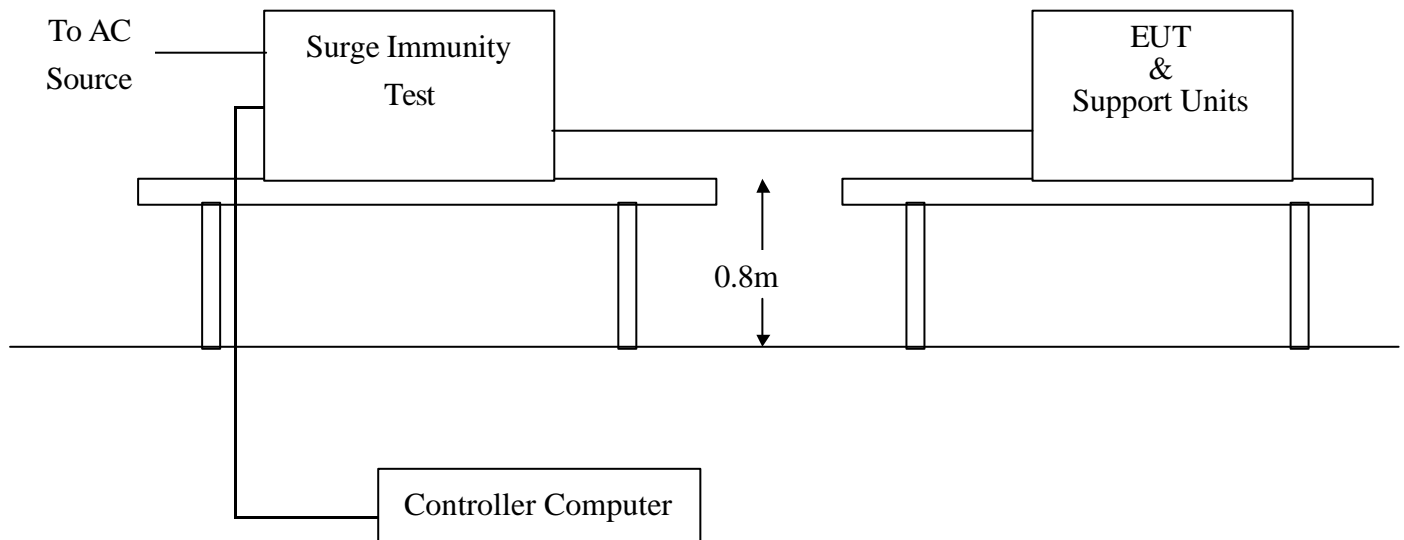 To AC
Source
Surge Immunity
Test
EUT
&
Support Units
0.8m
Controller Computer